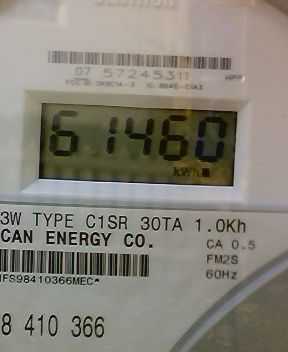 07 57245311
61460
kWh
3W TYPE C1SR 30TA 1.0Kh
CAN ENERGY CO.
CA 0.5
FM2S
60Hz
IFS98410366MEC*
8 410 366